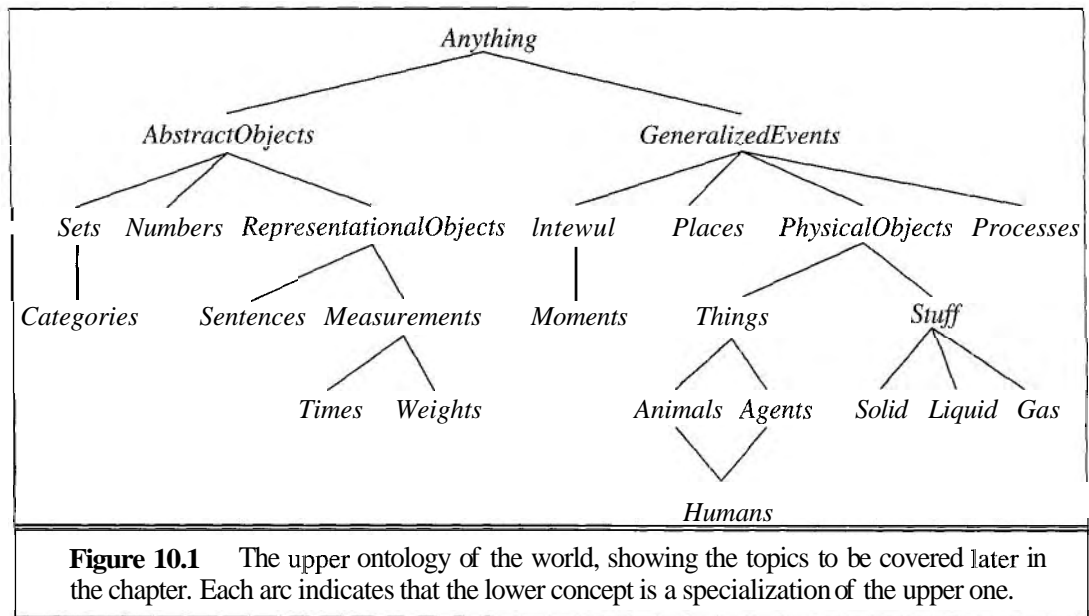 Anything
AbstractObjects GeneralizedEvents
Sets Numbers RepresentationalObjects Intewul Places PhysicalObjects Processes
Categories Sentences Measurements Moments Things Stuff
Times Weights Animals Agents Solid Liquid Gas
Humans
Figure 10.1 The upper ontology of the world, showing the topics to be covered later in
the chapter. Each arc indicates that the lower concept is a specialization of the upper one.